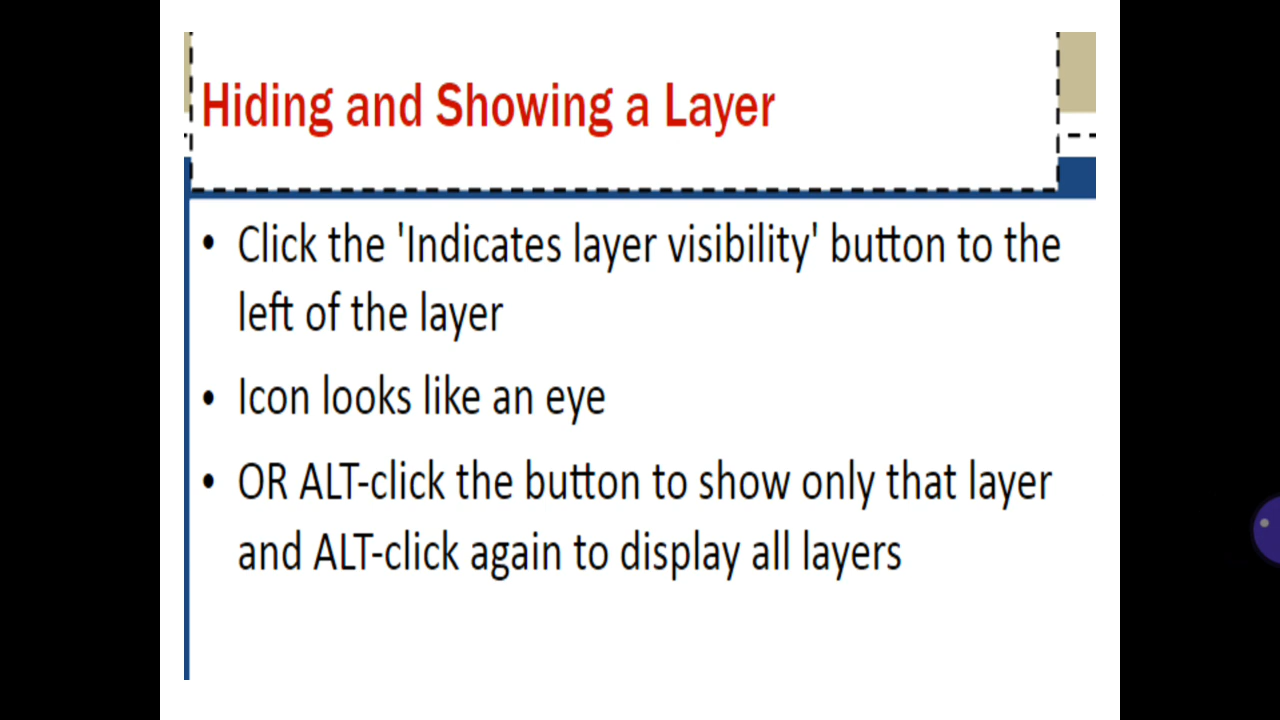 Hiding and Showing a Layer
• Click the 'Indicates layer visibility' button to the
left of the layer
• Icon looks like an eye
• OR ALT-click the button to show only that layer
and ALT-click again to display all layers